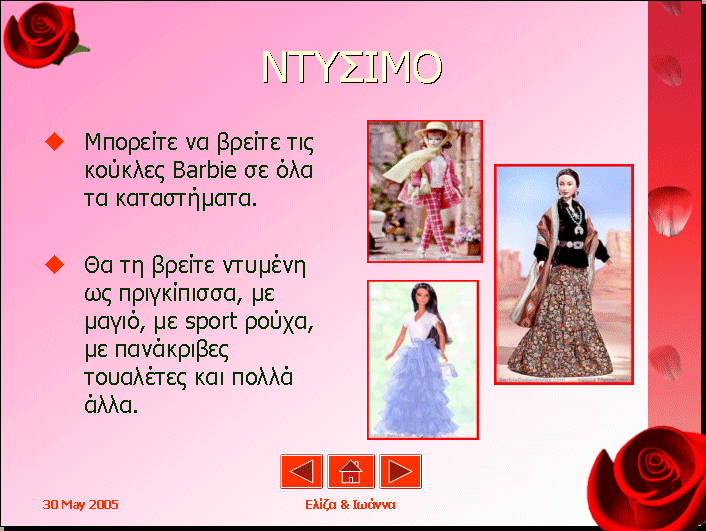 ΝΤΥΣΙΜΟ
Μπορείτε να βρείτε τις
κούκλες Barbie σε όλα
τα καταστήματα.
Θα τη βρείτε ντυμένη
ως πριγκίπισσα, με
μαγιό, με sport ρούχα,
με πανάκριβες
τουαλέτες και πολλά
άλλα.
30 May 2005
Ελίζα & Ιωάννα